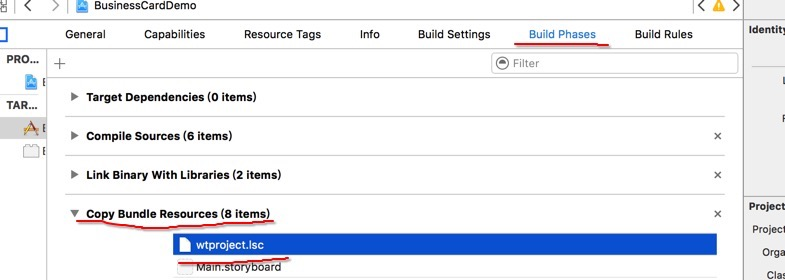 BusinessCardDemo
General Capabilities Resource Tags Info Build Settings Build Phases Build Rules
Identity
PRO...
+ Filter
Target Dependencies (0 items)
TAR...
Compile Sources (6 items)
Link Binary With Libraries (2 items)
Copy Bundle Resources (8 items)
Project
wtproject.lsc
Project
Orga
Main.storyboard
Class